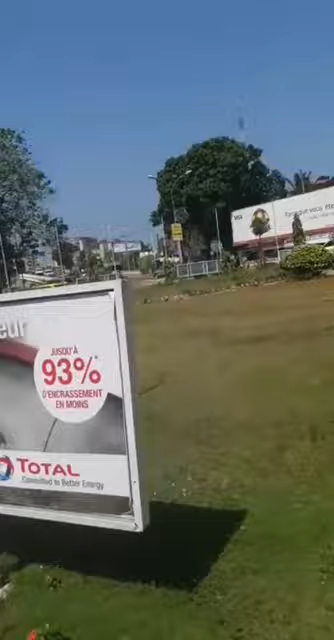 eur
JUSQU'À
93%*
D'ENCRASSEMENT
EN MOINS
TOTAL
Committed to Better Energy